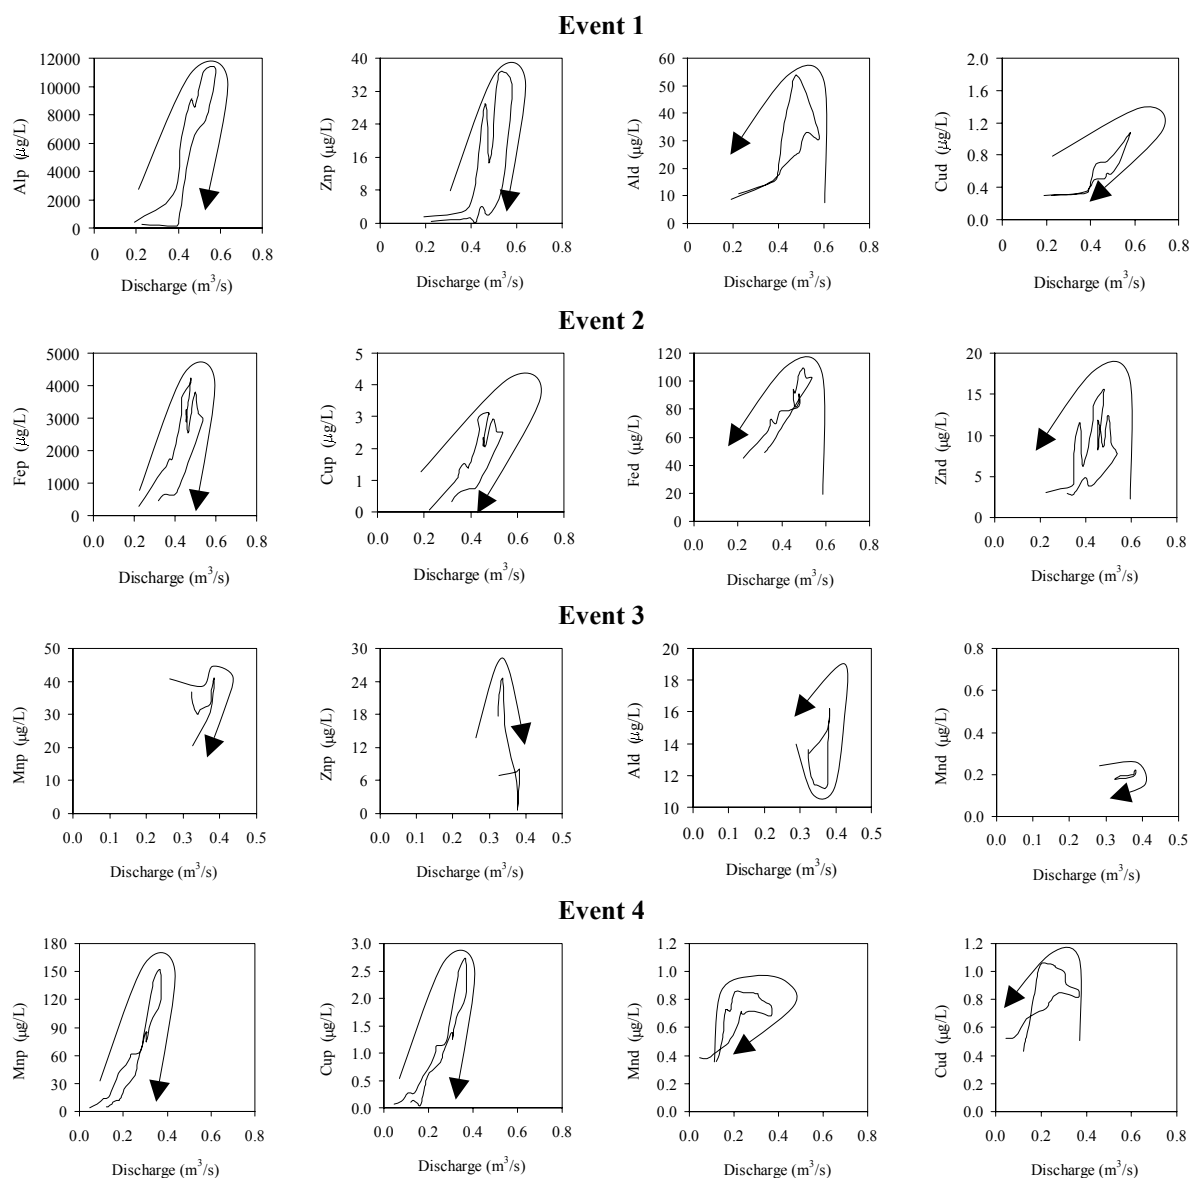 Event 1
Alp (µg/L)
12000
10000
8000
6000
4000
2000
0
0 0.2 0.4 0.6 0.8
Discharge (m³/s)
Znp (µg/L)
40
32
24
16
8
0
0 0.2 0.4 0.6 0.8
Discharge (m³/s)
Ald (µg/L)
60
50
40
30
20
10
0
0.0 0.2 0.4 0.6 0.8
Discharge (m³/s)
Cud (µg/L)
2.0
1.6
1.2
0.8
0.4
0.0
0.0 0.2 0.4 0.6 0.8
Discharge (m³/s)
Event 2
Fep (µg/L)
5000
4000
3000
2000
1000
0
0.0 0.2 0.4 0.6 0.8
Discharge (m³/s)
Cup (µg/L)
5
4
3
2
1
0
0.0 0.2 0.4 0.6 0.8
Discharge (m³/s)
Fed (µg/L)
120
100
80
60
40
20
0
0.0 0.2 0.4 0.6 0.8
Discharge (m³/s)
Znd (µg/L)
20
15
10
5
0
0.0 0.2 0.4 0.6 0.8
Discharge (m³/s)
Event 3
Mnp (µg/L)
50
40
30
20
10
0
0.0 0.1 0.2 0.3 0.4 0.5
Discharge (m³/s)
Znp (µg/L)
30
24
18
12
6
0
0.0 0.1 0.2 0.3 0.4 0.5
Discharge (m³/s)
Ald (µg/L)
20
18
16
14
12
10
0.0 0.1 0.2 0.3 0.4 0.5
Discharge (m³/s)
Mnd (µg/L)
0.8
0.6
0.4
0.2
0.0
0.0 0.1 0.2 0.3 0.4 0.5
Discharge (m³/s)
Event 4
Mnp (µg/L)
180
150
120
90
60
30
0
0.0 0.2 0.4 0.6 0.8
Discharge (m³/s)
Cup (µg/L)
3.0
2.5
2.0
1.5
1.0
0.5
0.0
0.0 0.2 0.4 0.6 0.8
Discharge (m³/s)
Mnd (µg/L)
1.2
1.0
0.8
0.6
0.4
0.2
0.0
0.0 0.2 0.4 0.6 0.8
Discharge (m³/s)
Cud (µg/L)
1.2
1.0
0.8
0.6
0.4
0.2
0.0
0.0 0.2 0.4 0.6 0.8
Discharge (m³/s)